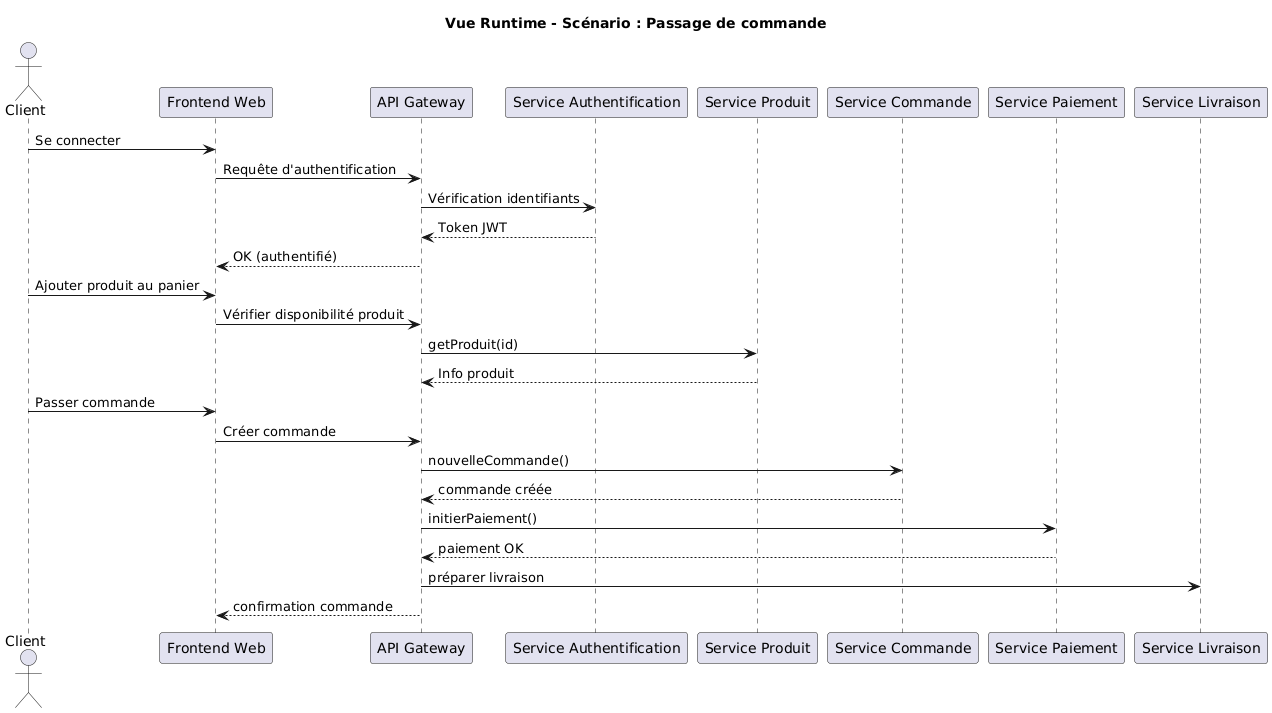 Vue Runtime - Scénario : Passage de commande
Client
Frontend Web
API Gateway
Service Authentification
Service Produit
Service Commande
Service Paiement
Service Livraison
Se connecter
Requête d'authentification
Vérification identifiants
Token JWT
OK (authentifié)
Ajouter produit au panier
Vérifier disponibilité produit
getProduit(id)
Info produit
Passer commande
Créer commande
nouvelleCommande()
commande créée
initierPaiement()
paiement OK
préparer livraison
confirmation commande
Client
Frontend Web
API Gateway
Service Authentification
Service Produit
Service Commande
Service Paiement
Service Livraison